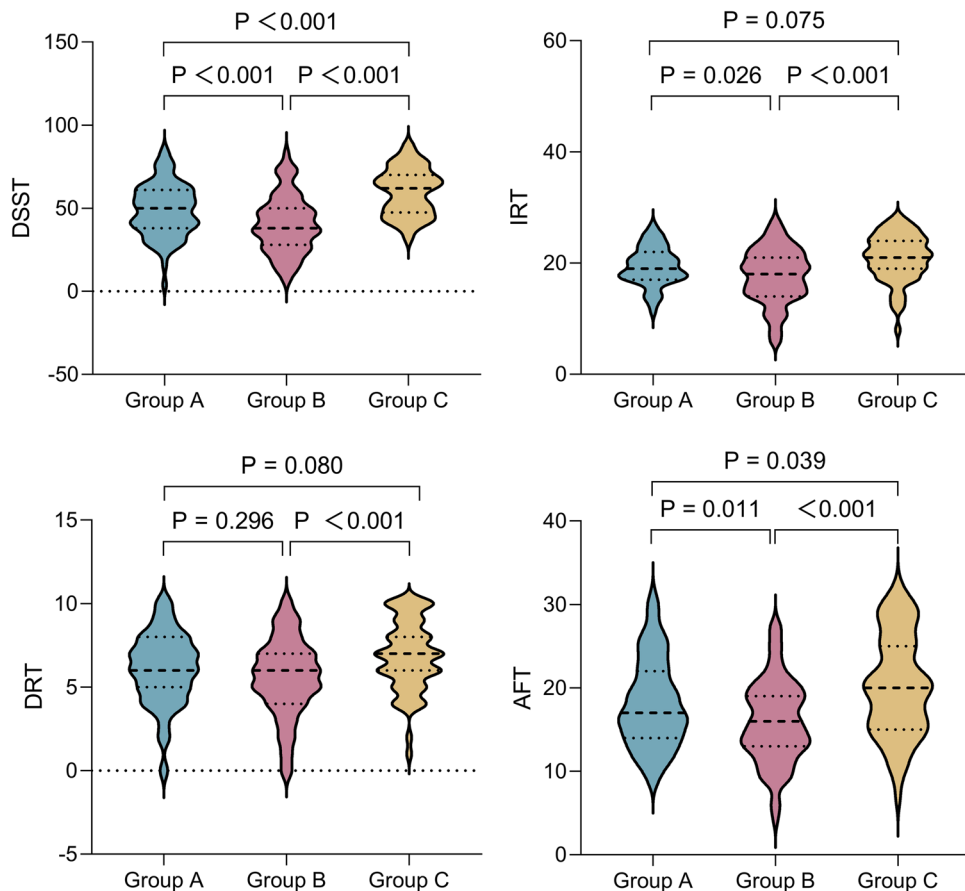 P <0.001
P <0.001 P <0.001
150
100
50
0
-50
DSST
Group A Group B Group C
P = 0.075
P = 0.026 P <0.001
60
40
20
0
IRT
Group A Group B Group C
P = 0.080
P = 0.296 P <0.001
15
10
5
0
-5
DRT
Group A Group B Group C
P = 0.039
P = 0.011 <0.001
40
30
20
10
0
AFT
Group A Group B Group C